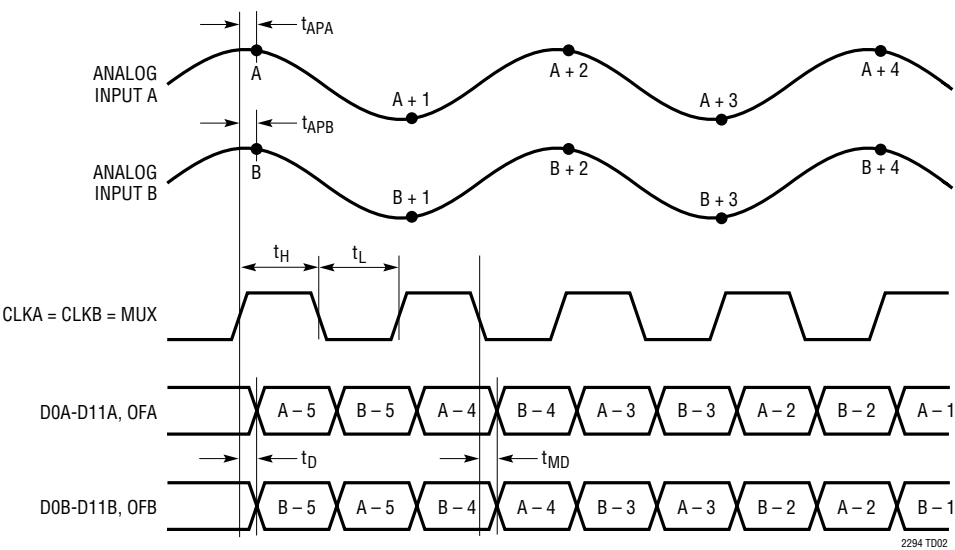 tAPA
ANALOG
INPUT A
A
A + 1
A + 2
A + 3
A + 4
tAPB
ANALOG
INPUT B
B
B + 1
B + 2
B + 3
B + 4
tH
tL
CLKA = CLKB = MUX
D0A-D11A, OFA
A – 5
B – 5
A – 4
B – 4
A – 3
B – 3
A – 2
B – 2
A – 1
tD
tMD
D0B-D11B, OFB
B – 5
A – 5
B – 4
A – 4
B – 3
A – 3
B – 2
A – 2
B – 1
2294 TD02